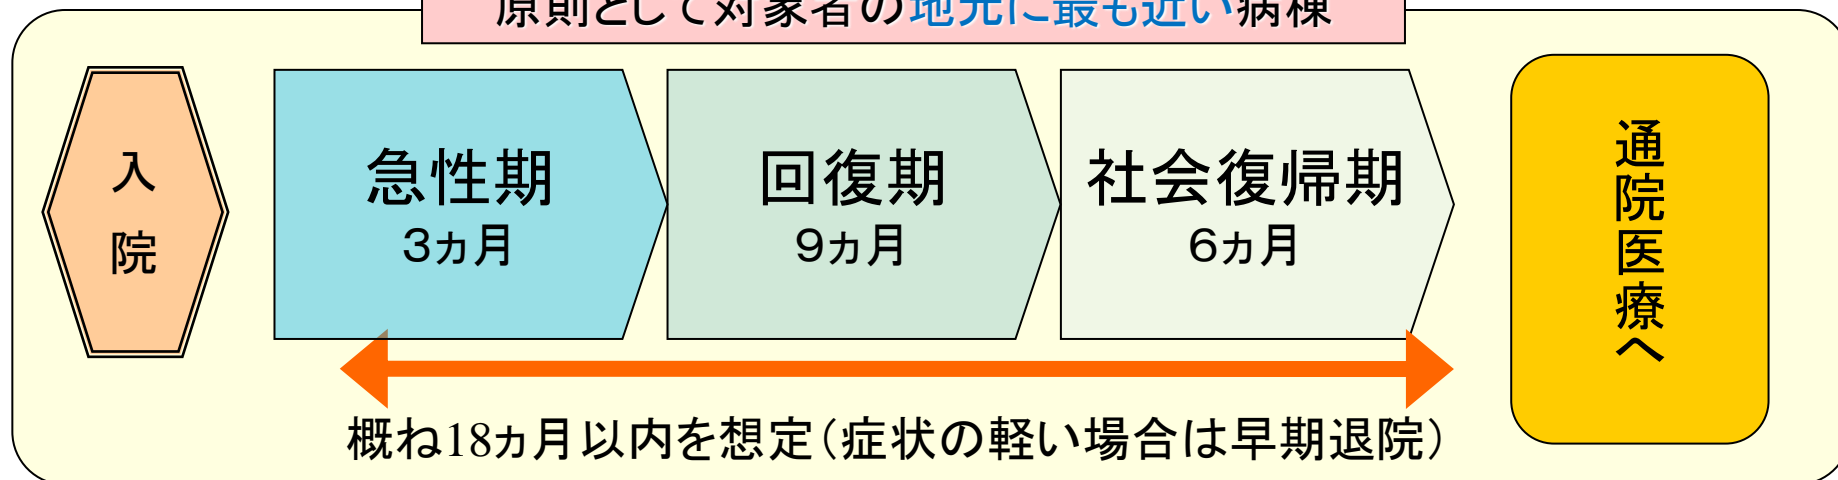 原則として対象者の地元に最も近い病棟
入
院
急性期
3ヵ月
回復期
9ヵ月
社会復帰期
6ヵ月
通院医療へ
概ね18ヵ月以内を想定（症状の軽い場合は早期退院）